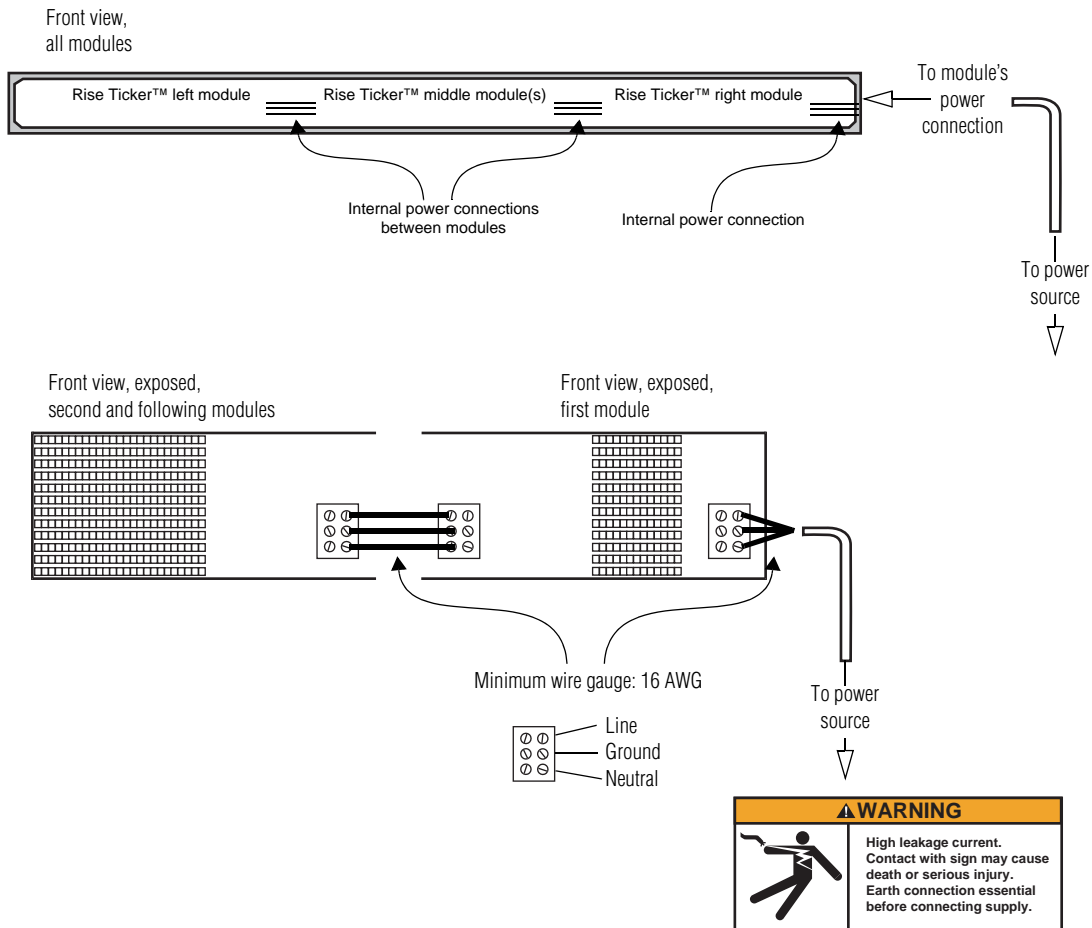 Front view,
all modules
Rise Ticker™ left module
Rise Ticker™ middle module(s)
Rise Ticker™ right module
To module's
power
connection
Internal power connections
between modules
Internal power connection
To power
source
Front view, exposed,
second and following modules
Front view, exposed,
first module
Minimum wire gauge: 16 AWG
Line
Ground
Neutral
To power
source
WARNING
High leakage current.
Contact with sign may cause
death or serious injury.
Earth connection essential
before connecting supply.